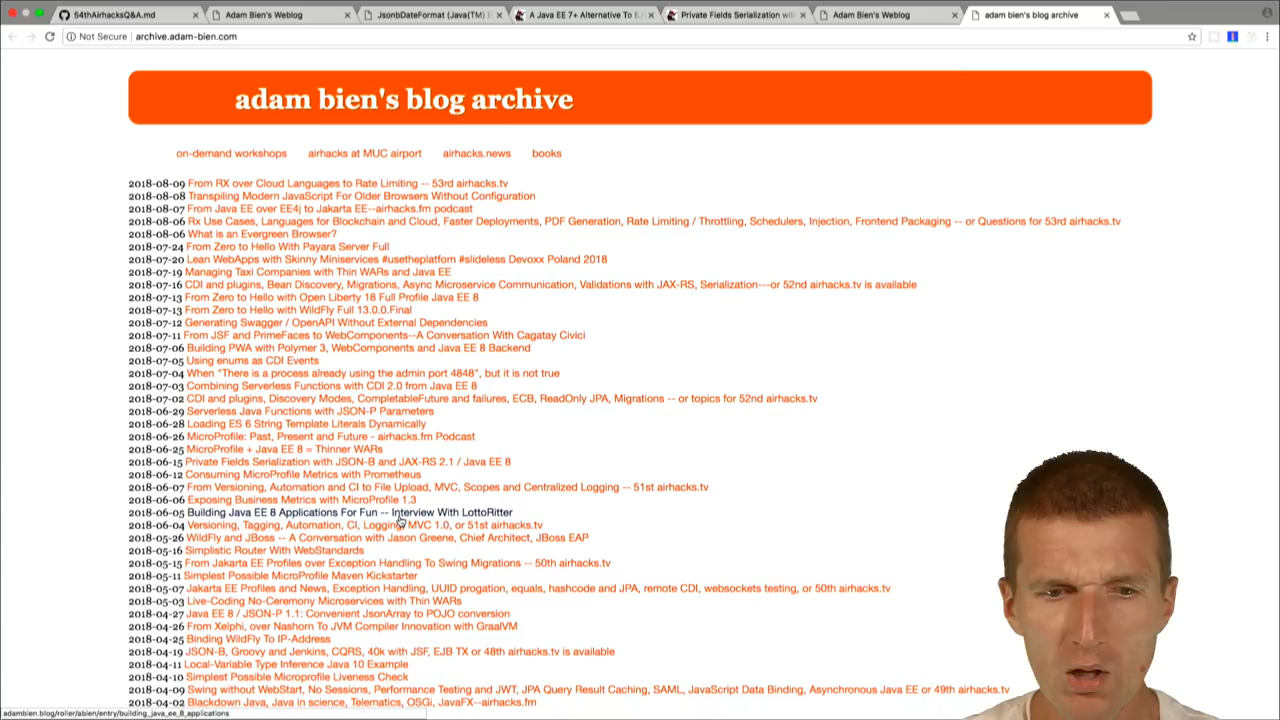 54thAirhacksQ&A.md
Adam Bien's Weblog
JsonbDateFormat (Java(TM) E
A Java EE 7+ Alternative To EJ
Private Fields Serialization with
Adam Bien's Weblog
adam bien's blog archive
Not Secure | archive.adam-bien.com
adam bien's blog archive
on-demand workshops airhacks at MUC airport airhacks.news books
2018-08-09 From RX over Cloud Languages to Rate Limiting -- 53rd airhacks.tv
2018-08-08 Transpiling Modern JavaScript For Older Browsers Without Configuration
2018-08-07 From Java EE over EE4j to Jakarta EE--airhacks.fm podcast
2018-08-06 Rx Use Cases, Languages for Blockchain and Cloud, Faster Deployments, PDF Generation, Rate Limiting / Throttling, Schedulers, Injection, Frontend Packaging -- or Questions for 53rd airhacks.tv
2018-08-06 What is an Evergreen Browser?
2018-07-24 From Zero to Hello With Payara Server Full
2018-07-20 Lean WebApps with Skinny Miniservices #usetheplatfom #slideless Devoxx Poland 2018
2018-07-19 Managing Taxi Companies with Thin WARs and Java EE
2018-07-16 CDI and plugins, Bean Discovery, Migrations, Async Microservice Communication, Validations with JAX-RS, Serialization---or 52nd airhacks.tv is available
2018-07-13 From Zero to Hello with Open Liberty 18 Full Profile Java EE 8
2018-07-13 From Zero to Hello with WildFly Full 13.0.0.Final
2018-07-12 Generating Swagger / OpenAPI Without External Dependencies
2018-07-11 From JSF and PrimeFaces to WebComponents--A Conversation With Cagatay Civici
2018-07-06 Building PWA with Polymer 3, WebComponents and Java EE 8 Backend
2018-07-05 Using enums as CDI Events
2018-07-04 When "There is a process already using the admin port 4848", but it is not true
2018-07-03 Combining Serverless Functions with CDI 2.0 from Java EE 8
2018-07-02 CDI and plugins, Discovery Modes, CompletableFuture and failures, ECB, ReadOnly JPA, Migrations -- or topics for 52nd airhacks.tv
2018-06-29 Serverless Java Functions with JSON-P Parameters
2018-06-28 Loading ES 6 String Template Literals Dynamically
2018-06-26 MicroProfile: Past, Present and Future - airhacks.fm Podcast
2018-06-25 MicroProfile + Java EE 8 = Thinner WARs
2018-06-15 Private Fields Serialization with JSON-B and JAX-RS 2.1 / Java EE 8
2018-06-12 Consuming MicroProfile Metrics with Prometheus
2018-06-07 From Versioning, Automation and CI to File Upload, MVC, Scopes and Centralized Logging -- 51st airhacks.tv
2018-06-06 Exposing Business Metrics with MicroProfile 1.3
2018-06-05 Building Java EE 8 Applications For Fun -- Interview With LottoRitter
2018-06-04 Versioning, Tagging, Automation, CI, Logging, MVC 1.0, or 51st airhacks.tv
2018-05-26 WildFly and JBoss -- A Conversation with Jason Greene, Chief Architect, JBoss EAP
2018-05-16 Simplistic Router With WebStandards
2018-05-15 From Jakarta EE Profiles over Exception Handling To Swing Migrations -- 50th airhacks.tv
2018-05-11 Simplest Possible MicroProfile Maven Kickstarter
2018-05-07 Jakarta EE Profiles and News, Exception Handling, UUID progation, equals, hashcode and JPA, remote CDI, websockets testing, or 50th airhacks.tv
2018-05-03 Live-Coding No-Ceremony Microservices with Thin WARs
2018-04-27 Java EE 8 / JSON-P 1.1: Convenient JsonArray to POJO conversion
2018-04-26 From Xelphi, over Nashorn To JVM Compiler Innovation with GraalVM
2018-04-25 Binding WildFly To IP-Address
2018-04-19 JSON-B, Groovy and Jenkins, CQRS, 40k with JSF, EJB TX or 48th airhacks.tv is available
2018-04-11 Local-Variable Type Inference Java 10 Example
2018-04-10 Simplest Possible Microprofile Liveness Check
2018-04-09 Swing without WebStart, No Sessions, Performance Testing and JWT, JPA Query Result Caching, SAML, JavaScript Data Binding, Asynchronous Java EE or 49th airhacks.tv
2018-04-02 Blackdown Java, Java in science, Telematics, OSGi, JavaFX--airhacks.fm
adambien.blog/roller/abien/entry/building_java_ee_8_applications